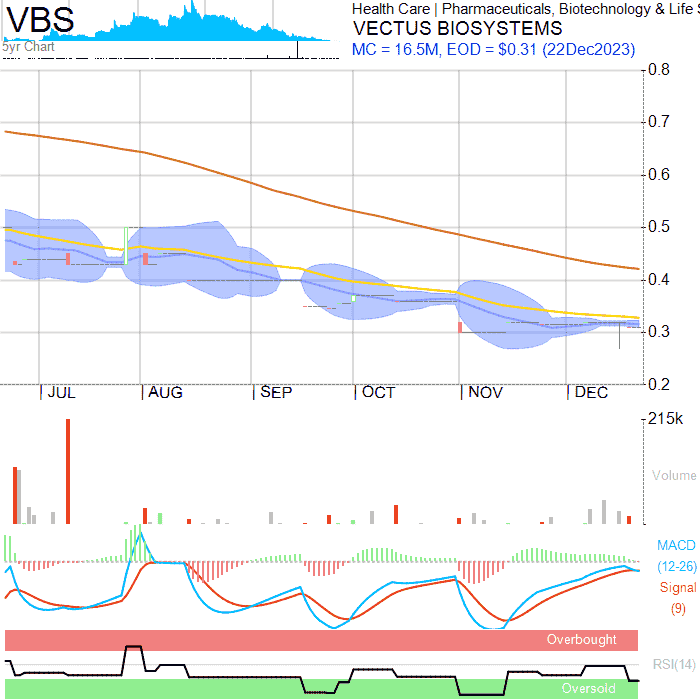 VBS
5yr Chart
Health Care | Pharmaceuticals, Biotechnology & Life S
VECTUS BIOSYSTEMS
MC = 16.5M, EOD = $0.31 (22Dec2023)
0.8
0.7
0.6
0.5
0.4
0.3
0.2
JUL AUG SEP OCT NOV DEC
215k
Volume
MACD
(12-26)
Signal
(9)
Overbought
RSI(14)
Oversold